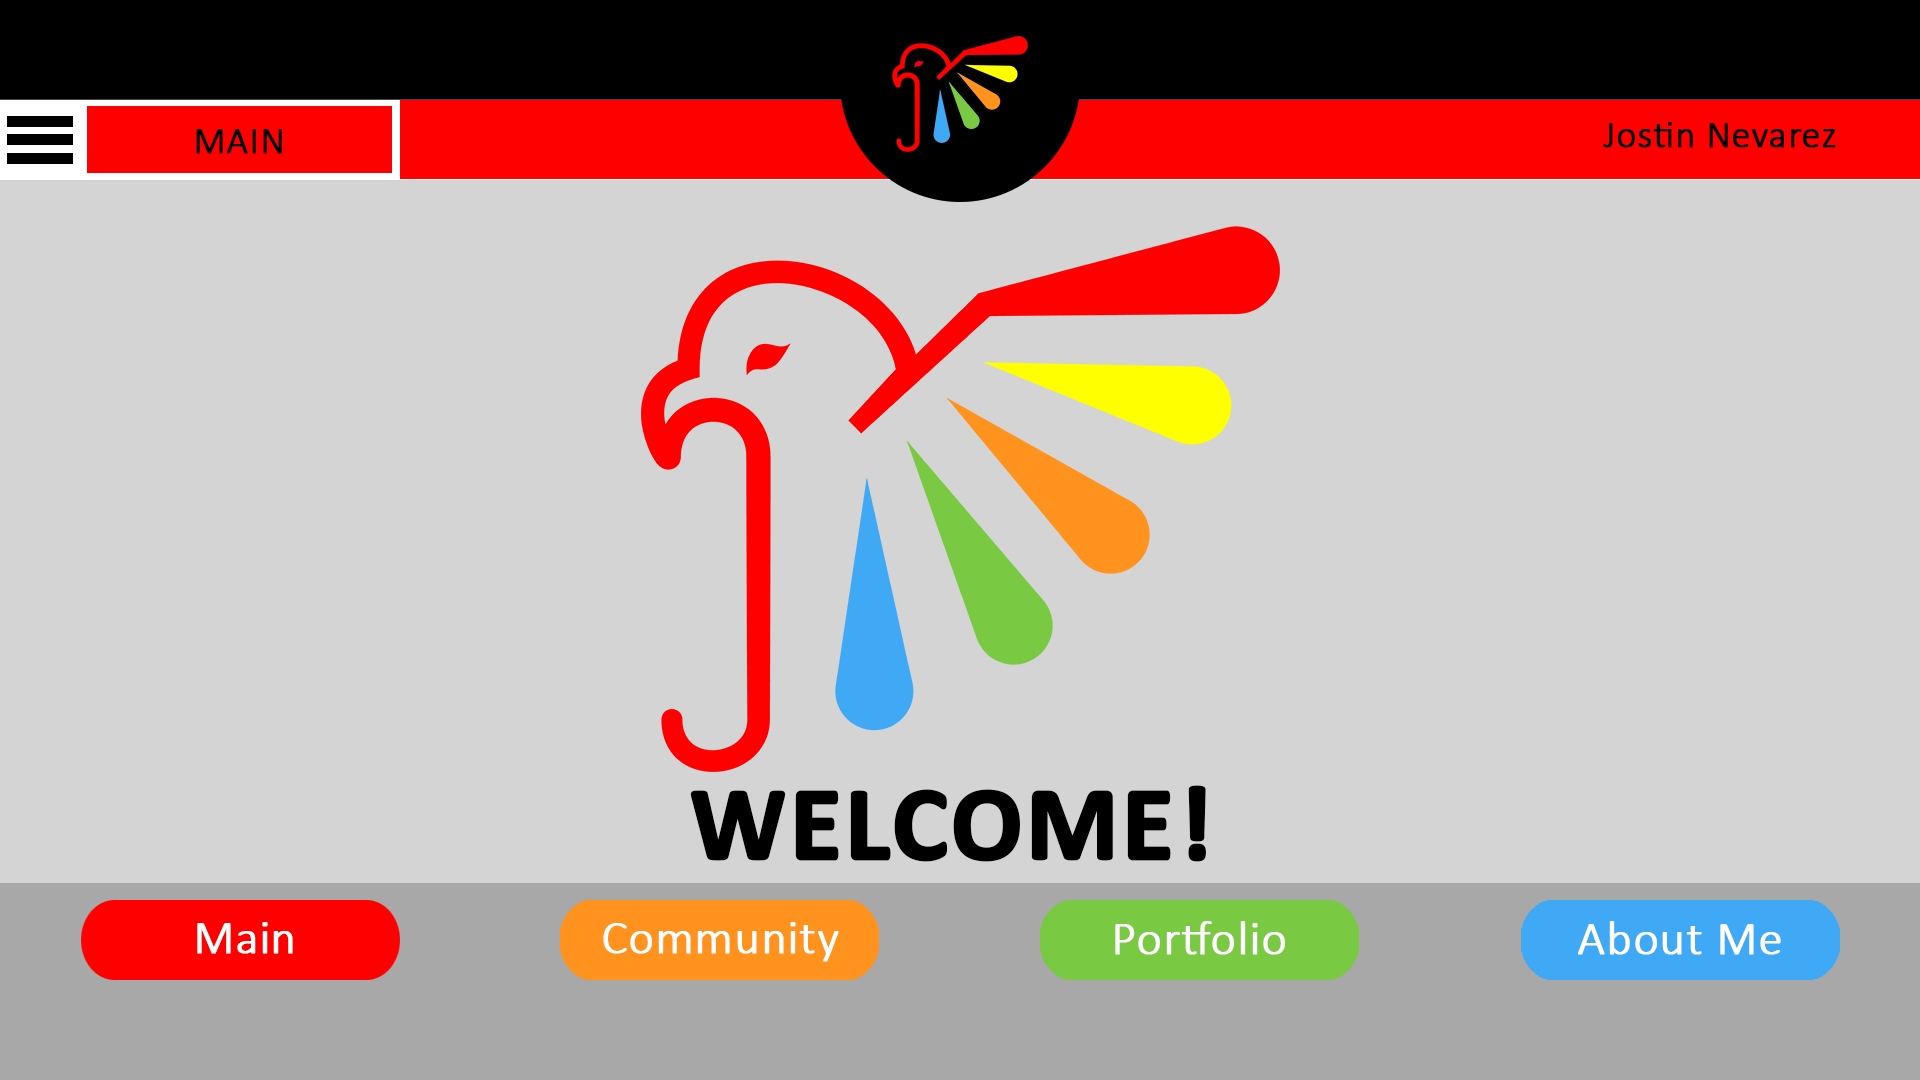 MAIN
Jostin Nevarez
WELCOME!
Main
Community
Portfolio
About Me